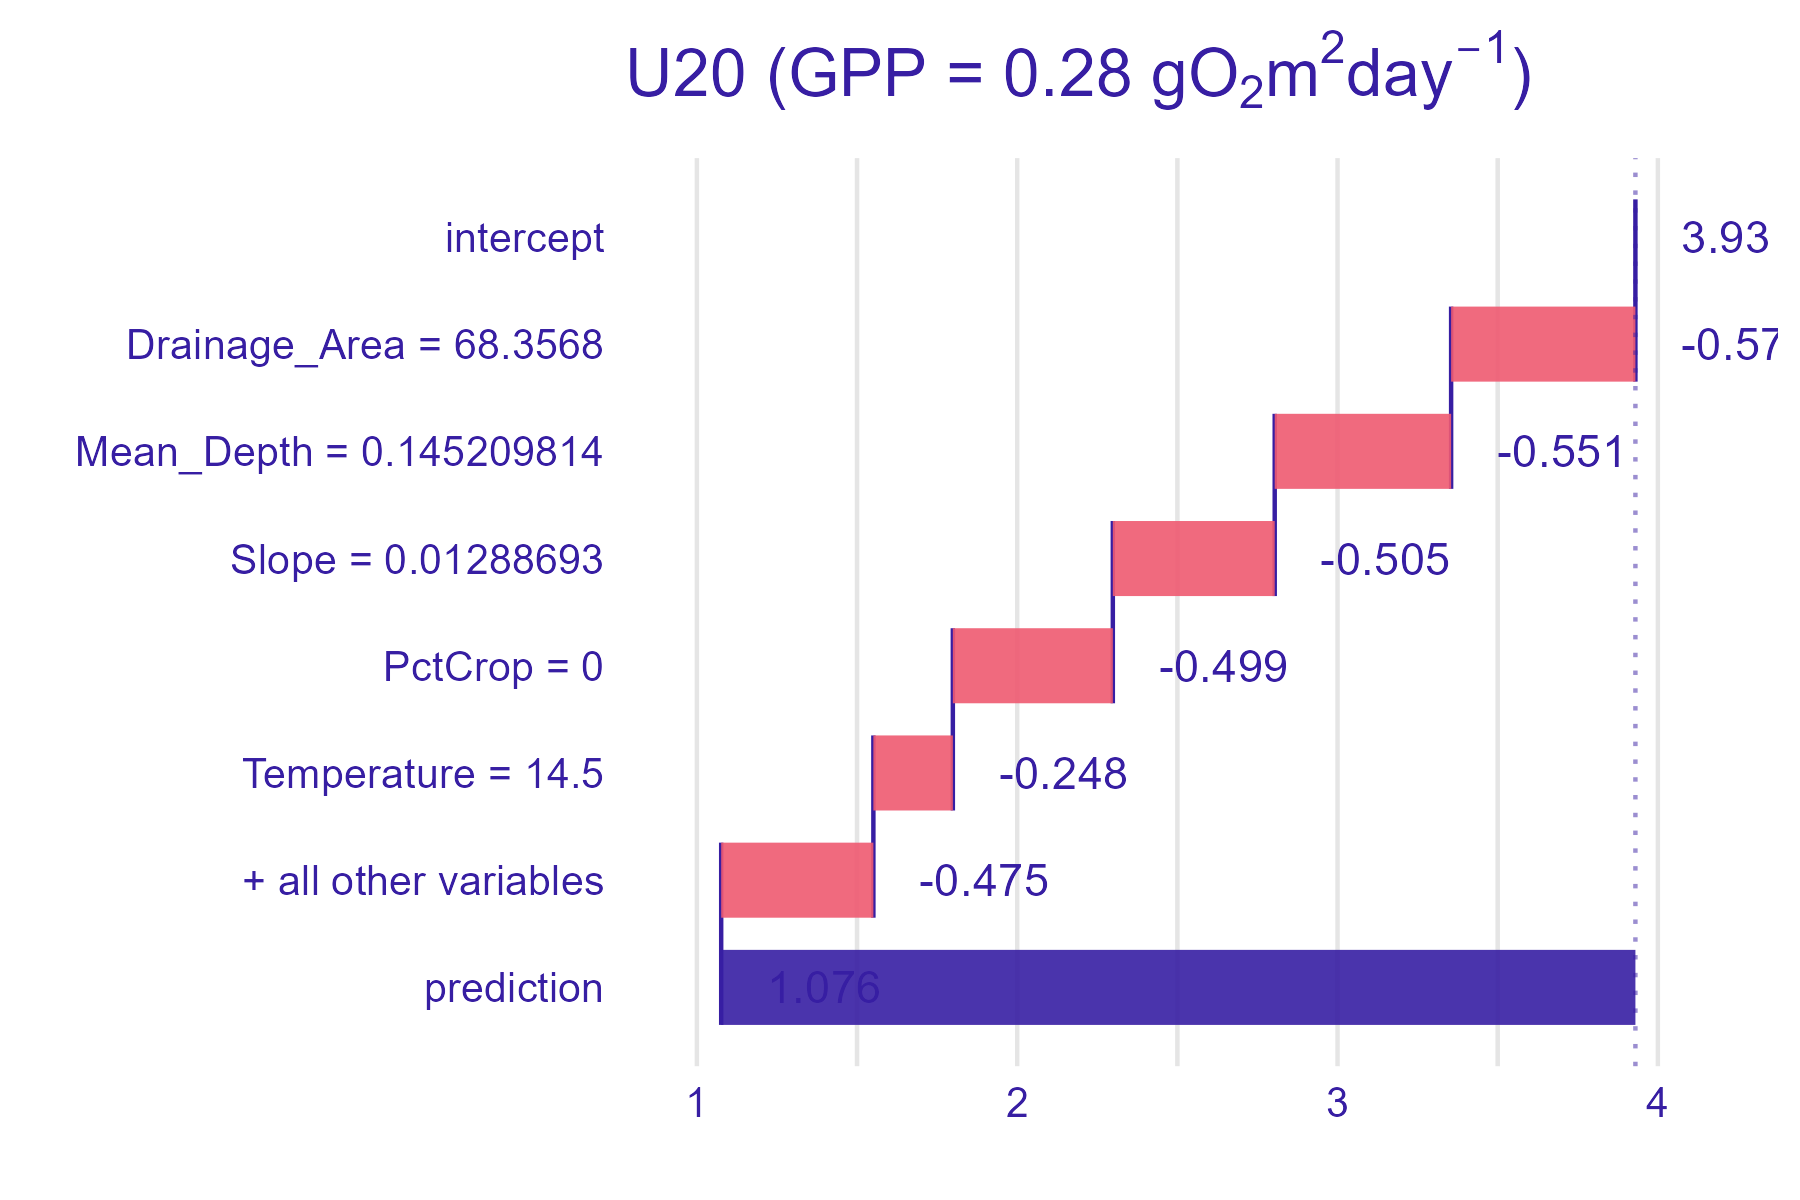 U20 (GPP = 0.28 gO₂m²day⁻¹)
intercept 3.93
Drainage_Area = 68.3568 -0.57
Mean_Depth = 0.145209814 -0.551
Slope = 0.01288693 -0.505
PctCrop = 0 -0.499
Temperature = 14.5 -0.248
+ all other variables -0.475
prediction 1.076
1 2 3 4